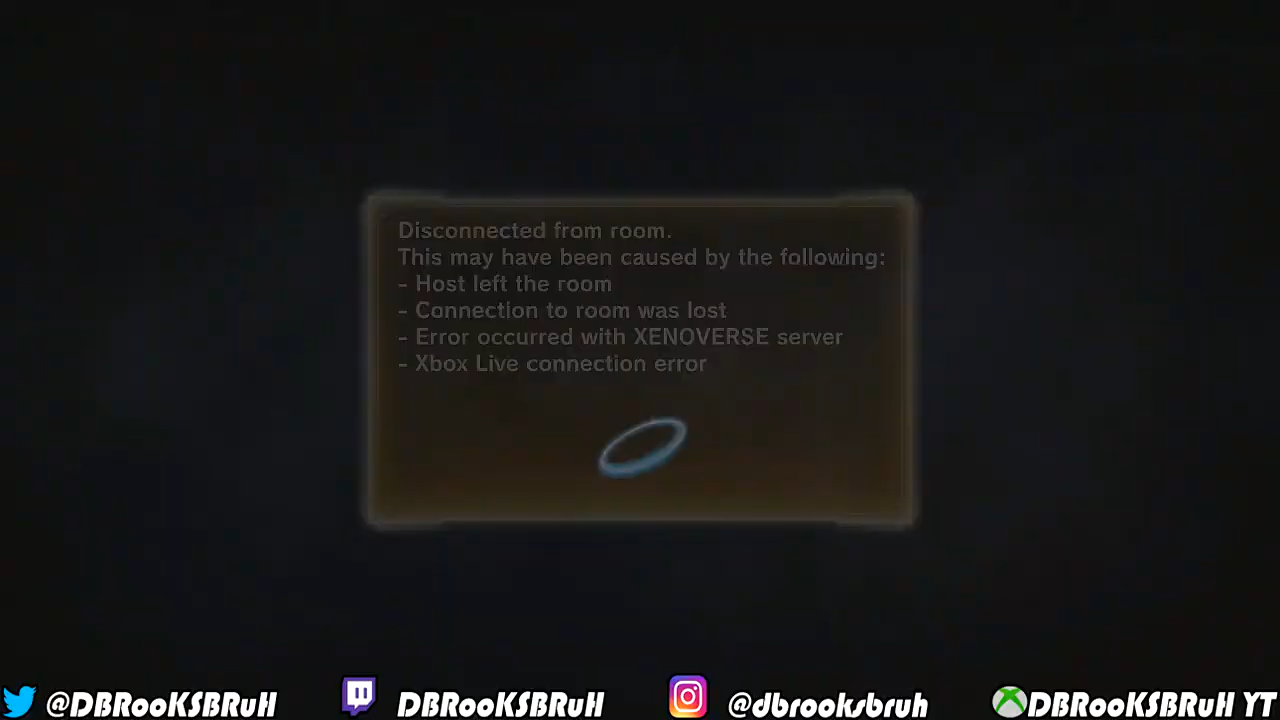 Disconnected from room.
This may have been caused by the following:
- Host left the room
- Connection to room was lost
- Error occurred with XENOVERSE server
- Xbox Live connection error
@DBRooKSBRuH DBRooKSBRuH @dbrooksbruh DBRooKSBRuH YT